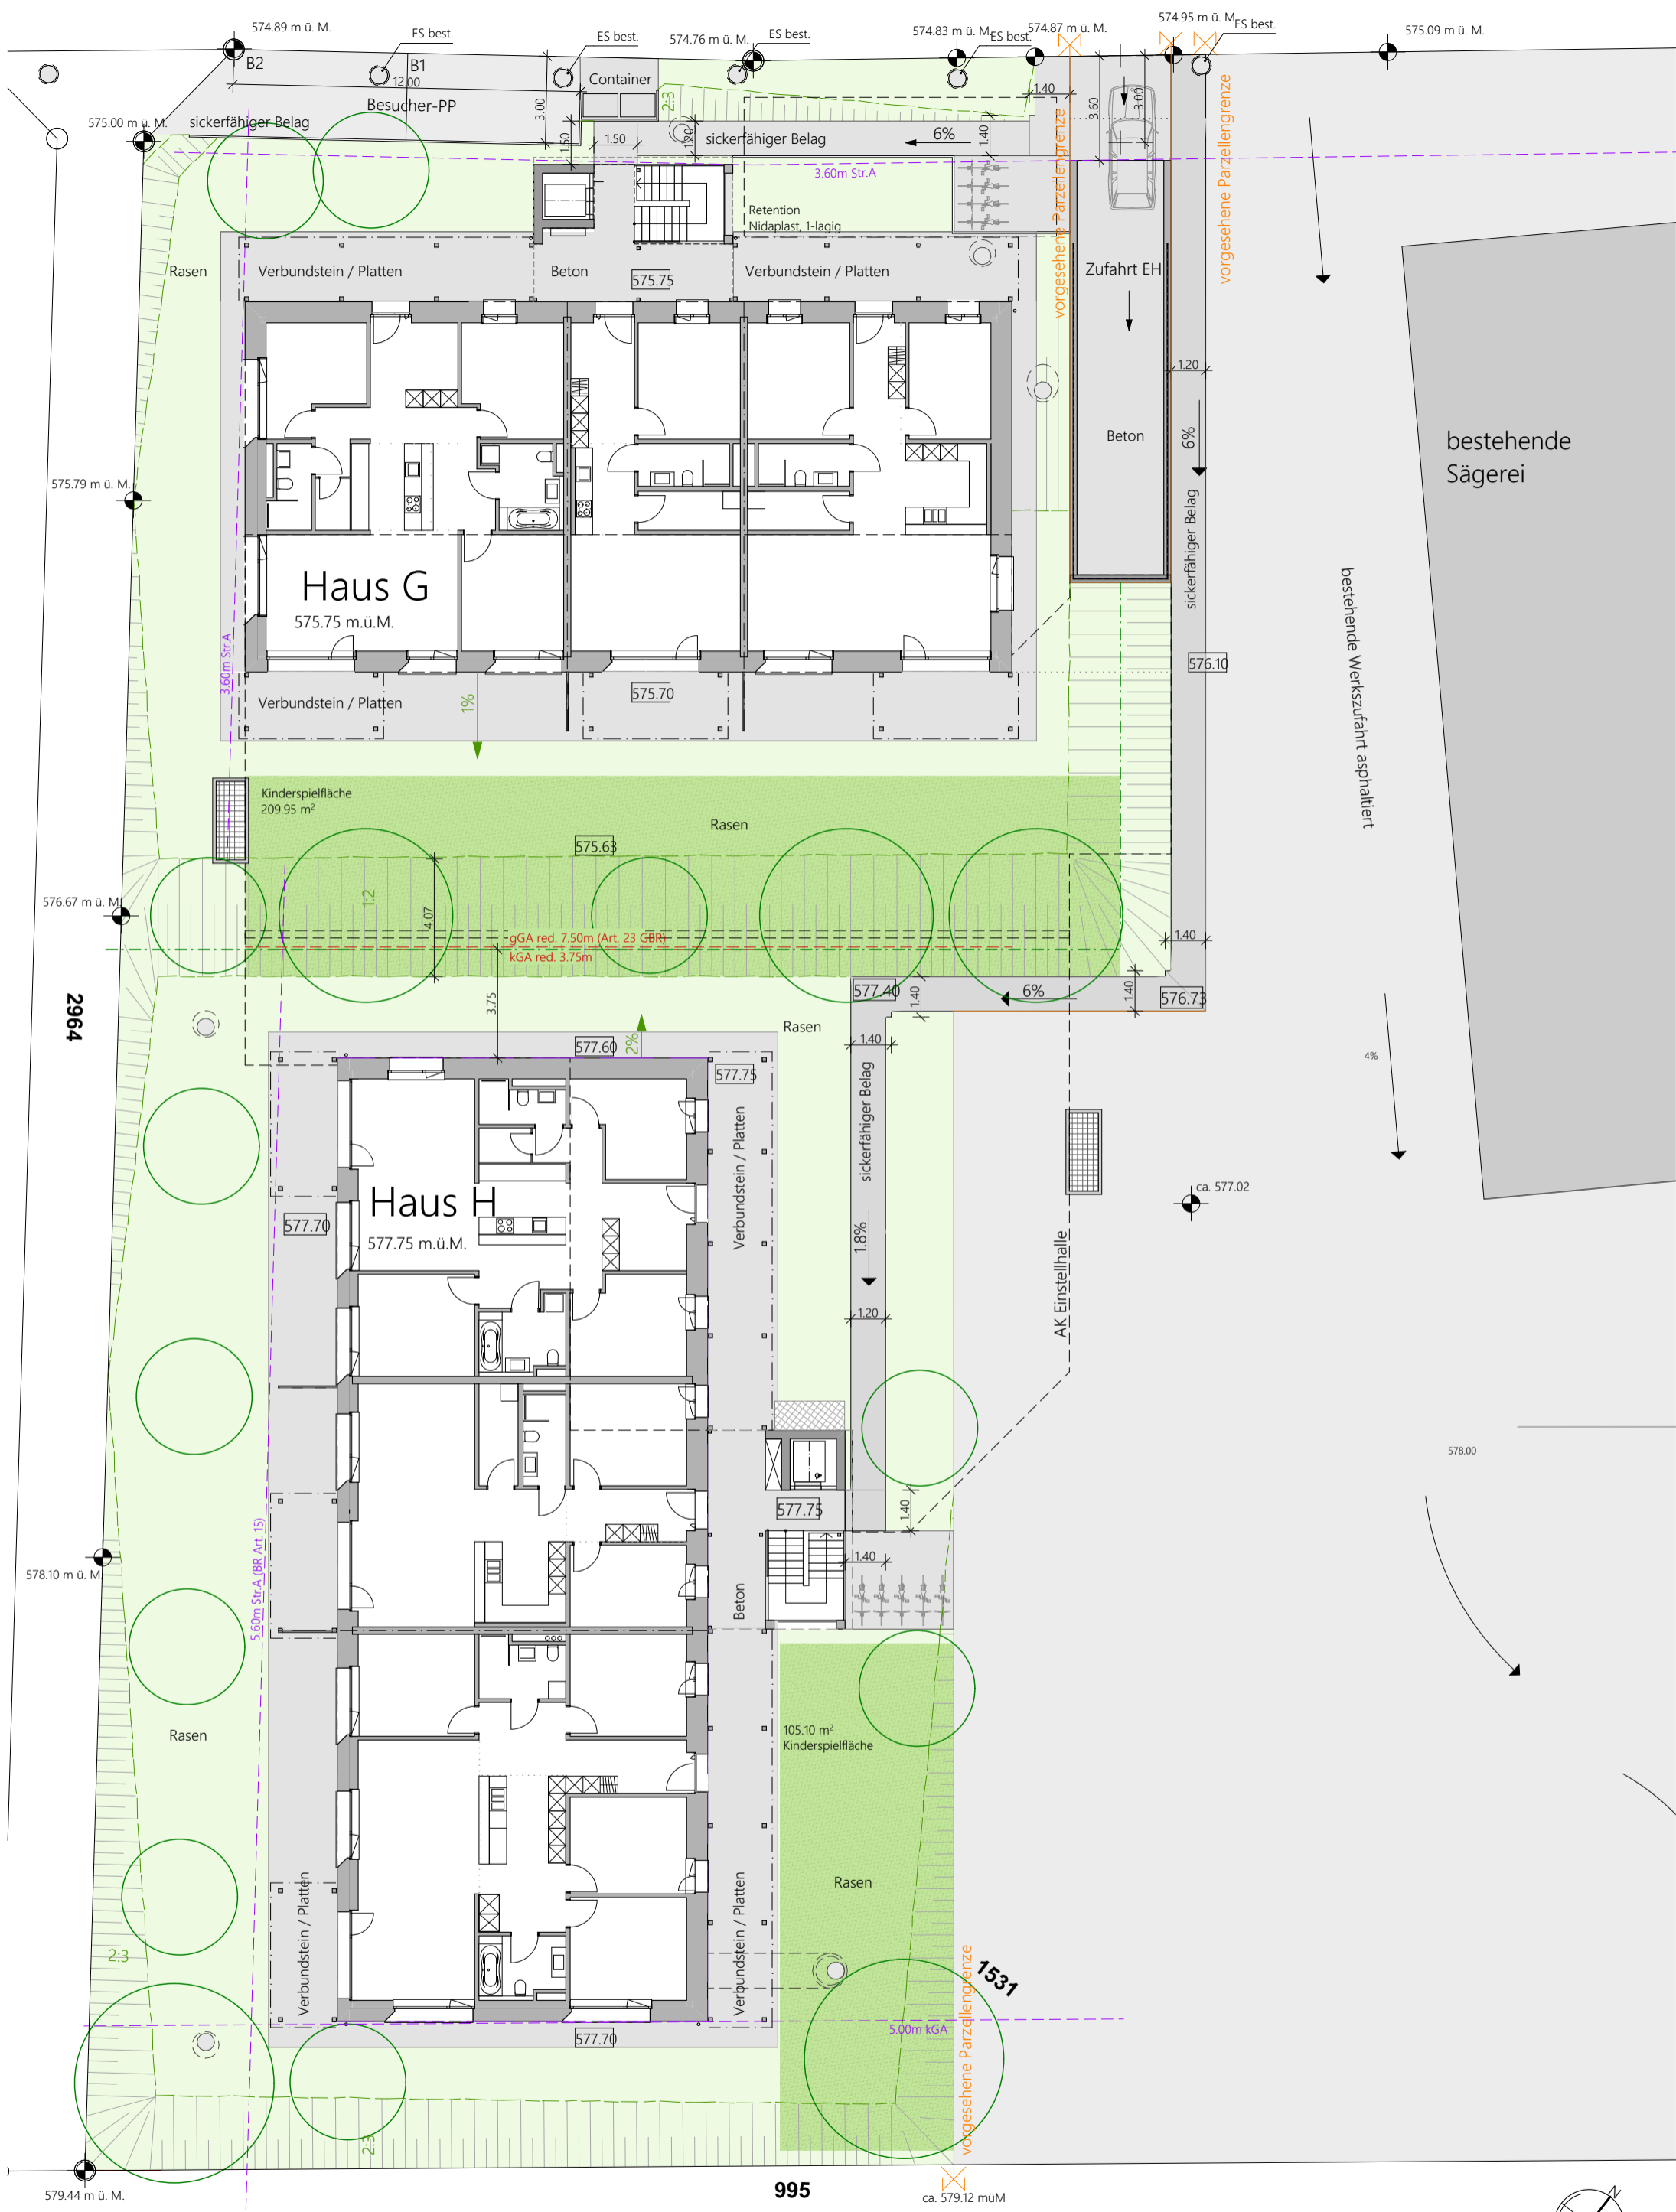 574.89 m ü. M.
ES best.
ES best.
574.76 m ü. M.
ES best.
574.83 m ü. M.
ES best.
574.87 m ü. M.
574.95 m ü. M.
ES best.
575.09 m ü. M.
B2
B1
12.00
Besucher-PP
sickerfähiger Belag
575.00 m ü. M.
3.00
Container
2:3
1.50
1.50
1.20
sickerfähiger Belag
6%
1.40
1.40
3.60
3.00
3.60m Str.A
Retention
Nidaplast, 1-lagig
vorgesehene Parzellengrenze
vorgesehene Parzellengrenze
Rasen
Verbundstein / Platten
Beton
575.75
Verbundstein / Platten
Zufahrt EH
1.20
Beton
6%
sickerfähiger Belag
bestehende
Sägerei
575.79 m ü. M.
Haus G
575.75 m.ü.M.
3.60m Str.A
576.10
bestehende Werkszufahrt asphaltiert
Verbundstein / Platten
1%
575.70
Kinderspielfläche
209.95 m²
Rasen
575.63
1:2
4.07
576.67 m ü. M.
gGA red. 7.50m (Art. 23 GBR)
kGA red. 3.75m
1.40
2964
3.75
577.40
1.40
6%
1.40
576.73
Rasen
577.60
2%
1.40
577.75
4%
sickerfähiger Belag
Verbundstein / Platten
Haus H
577.75 m.ü.M.
577.70
1.8%
ca. 577.02
AK Einstellhalle
1.20
578.00
577.75
1.40
1.40
578.10 m ü. M.
5.60m Str.A (BR Art. 15)
Beton
Rasen
105.10 m²
Kinderspielfläche
Rasen
Verbundstein / Platten
Verbundstein / Platten
2:3
1531
vorgesehene Parzellengrenze
5.00m kGA
577.70
2:3
579.44 m ü. M.
995
ca. 579.12 müM
N